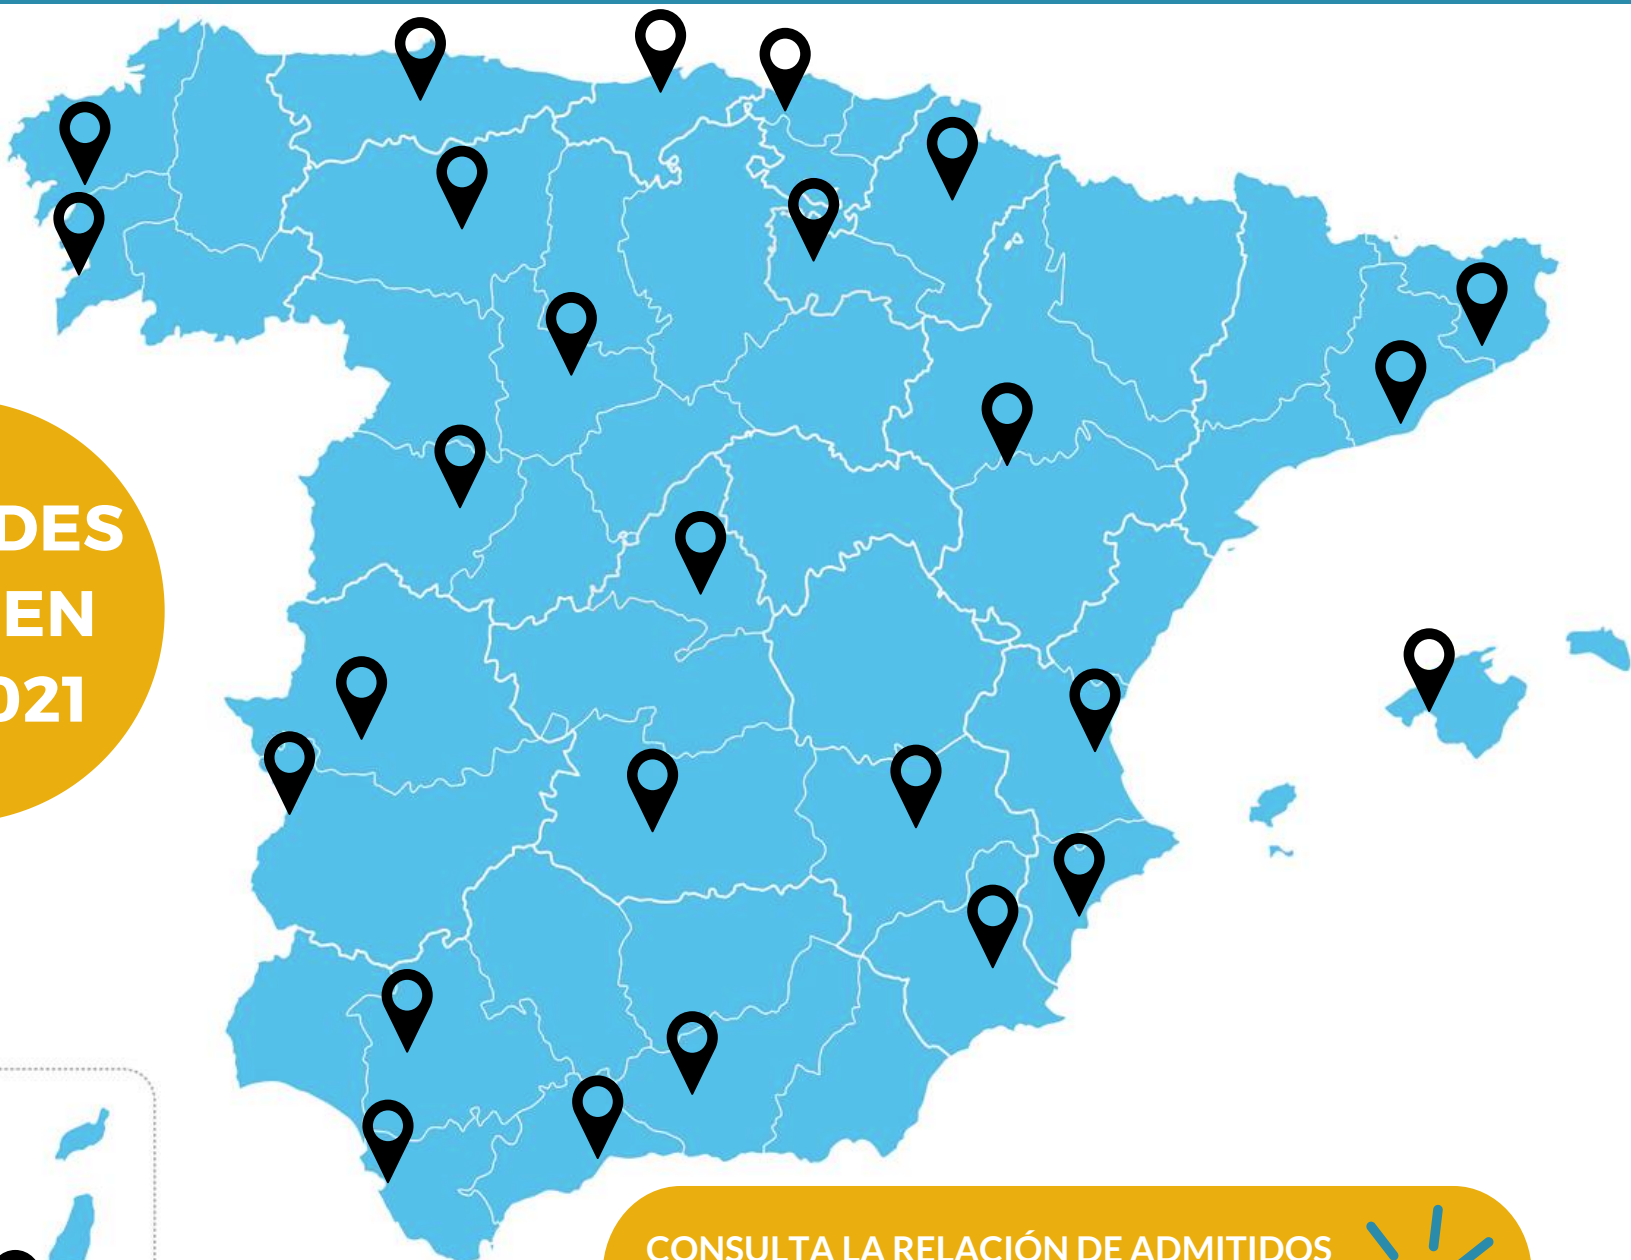 DES
EN
021
CONSULTA LA RELACIÓN DE ADMITIDOS